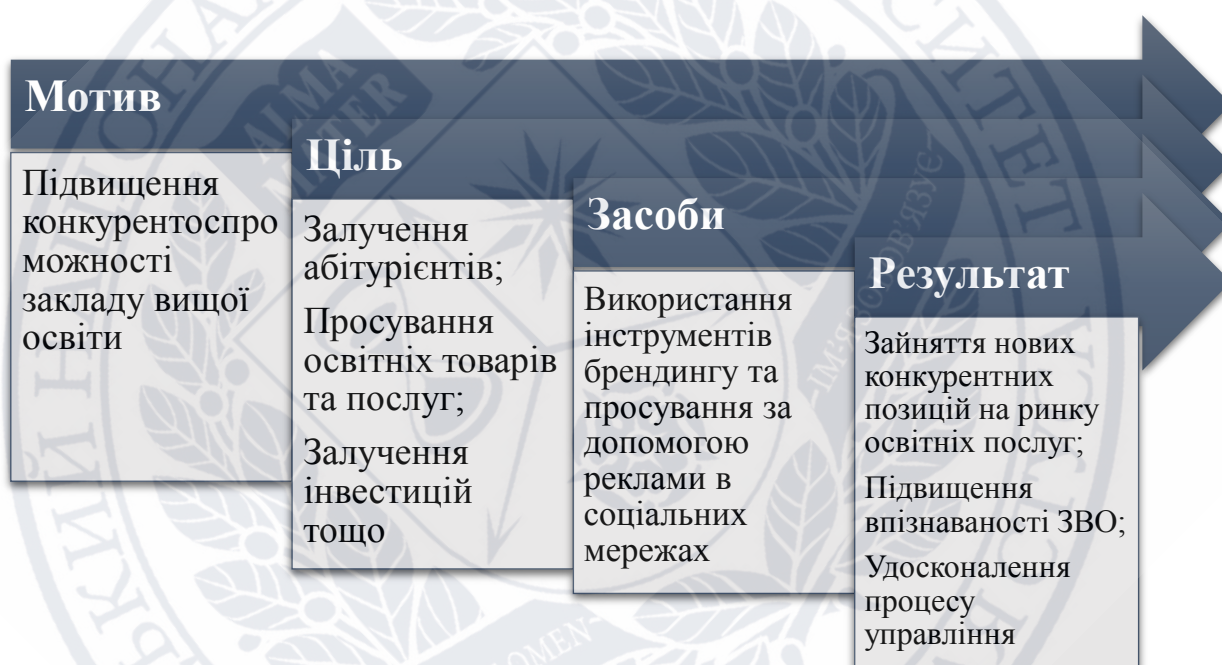 Мотив
Підвищення
конкурентоспро
можності
закладу вищої
освіти
Ціль
Залучення
абітурієнтів;
Просування
освітніх товарів
та послуг;
Залучення
інвестицій
тощо
Засоби
Використання
інструментів
брендингу та
просування за
допомогою
реклами в
соціальних
мережах
Результат
Зайняття нових
конкурентних
позицій на ринку
освітніх послуг;
Підвищення
впізнаваності ЗВО;
Удосконалення
процесу
управління
ALMA
MATER